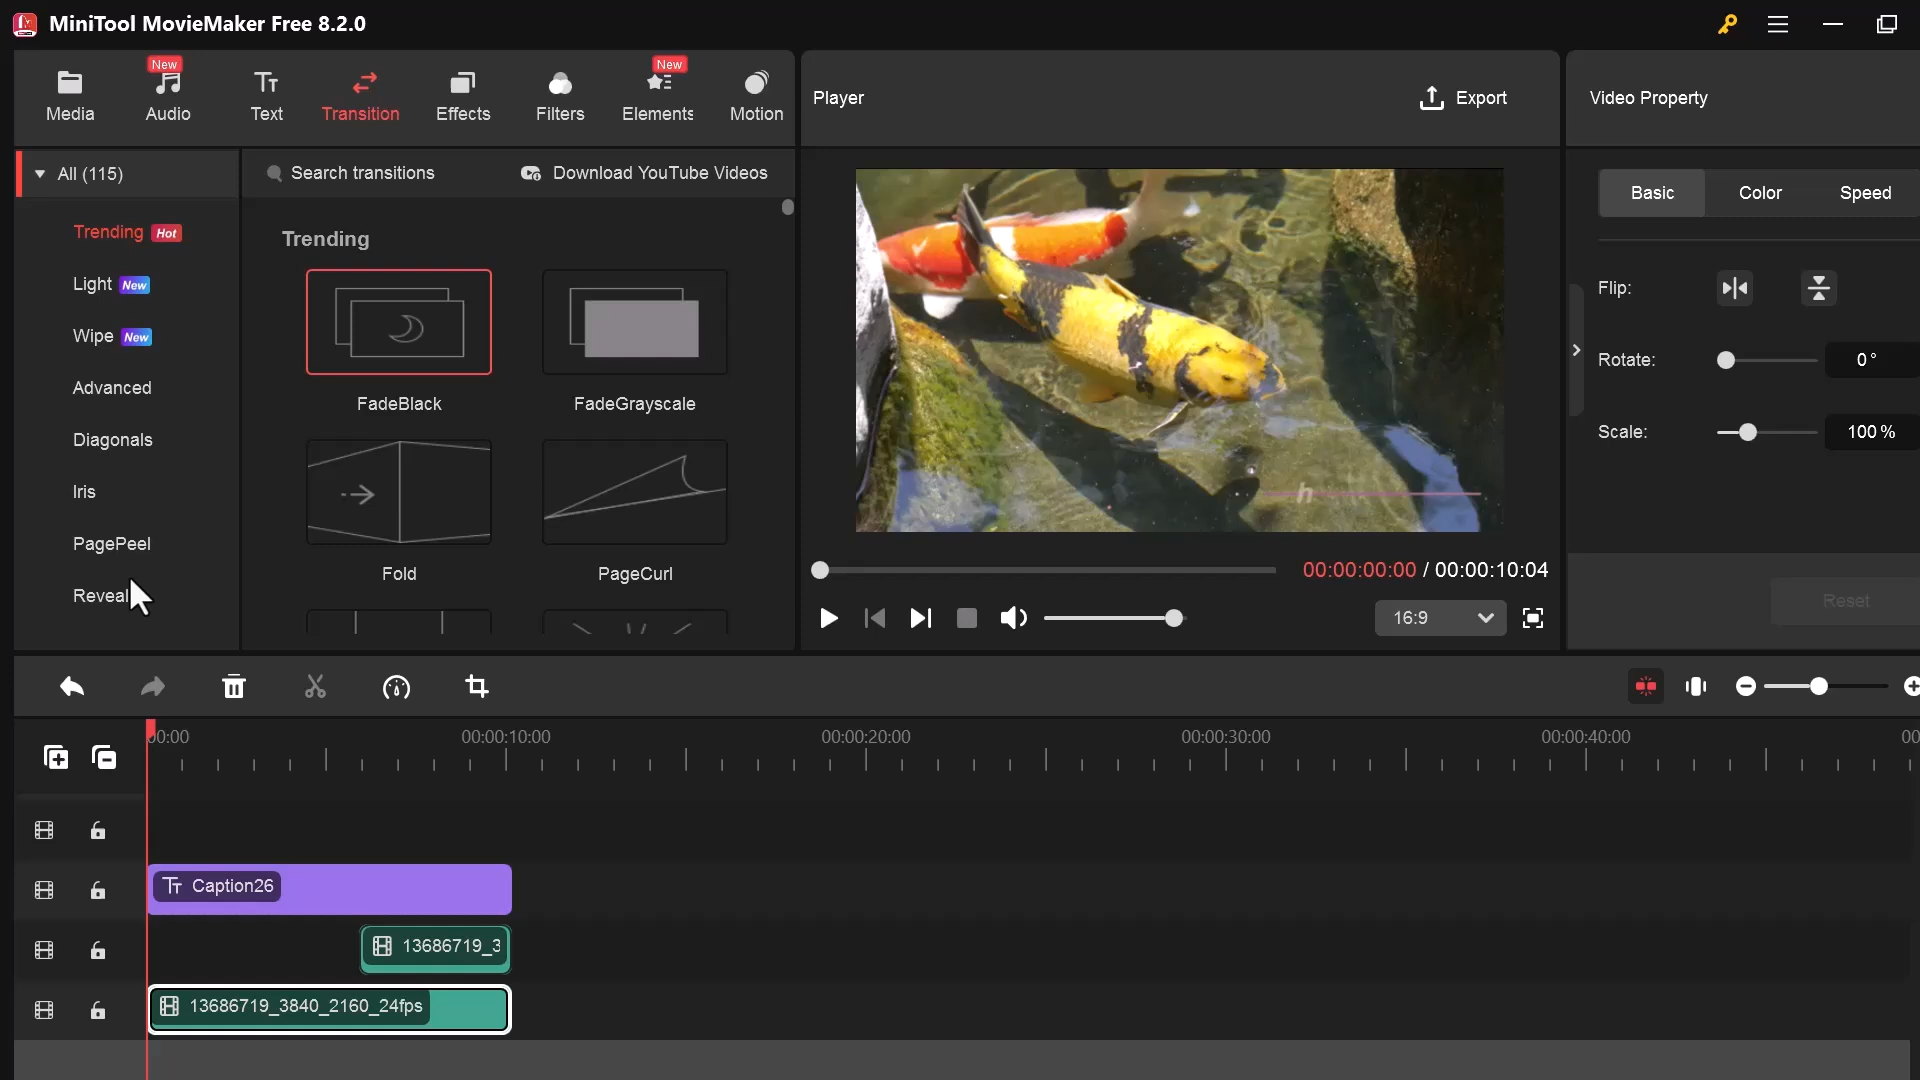 MiniTool MovieMaker Free 8.2.0
Media
New
Audio
Text
Transition
Effects
Filters
New
Elements
Motion
Player
Export
Video Property
All (115)
Search transitions
Download YouTube Videos
Basic
Color
Speed
Trending Hot
Light New
Wipe New
Advanced
Diagonals
Iris
PagePeel
Reveal
Trending
FadeBlack
FadeGrayscale
Fold
PageCurl
h
Flip:
Rotate:
0°
Scale:
100%
Reset
00:00:00:00 / 00:00:10:04
16:9
00:00
00:00:10:00
00:00:20:00
00:00:30:00
00:00:40:00
00
Caption26
13686719_3
13686719_3840_2160_24fps